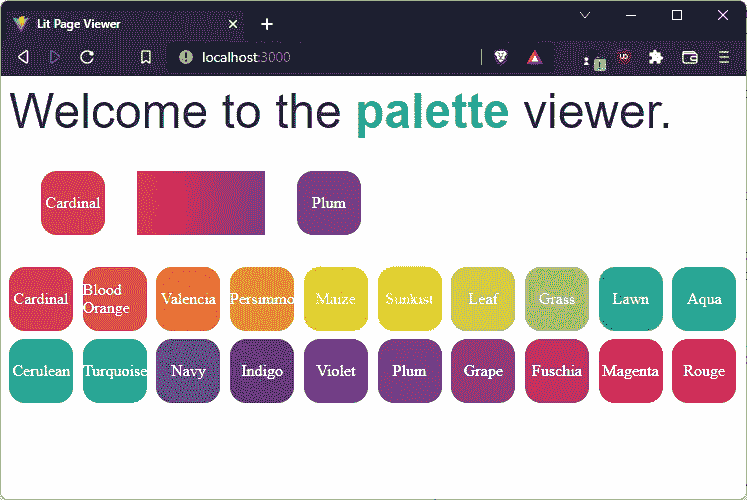 Lit Page Viewer
localhost:3000
Welcome to the palette viewer.
Cardinal Plum
Cardinal Blood Orange Valencia Persimmo Maize Sunkist Leaf Grass Lawn Aqua
Cerulean Turquoise Navy Indigo Violet Plum Grape Fuschia Magenta Rouge